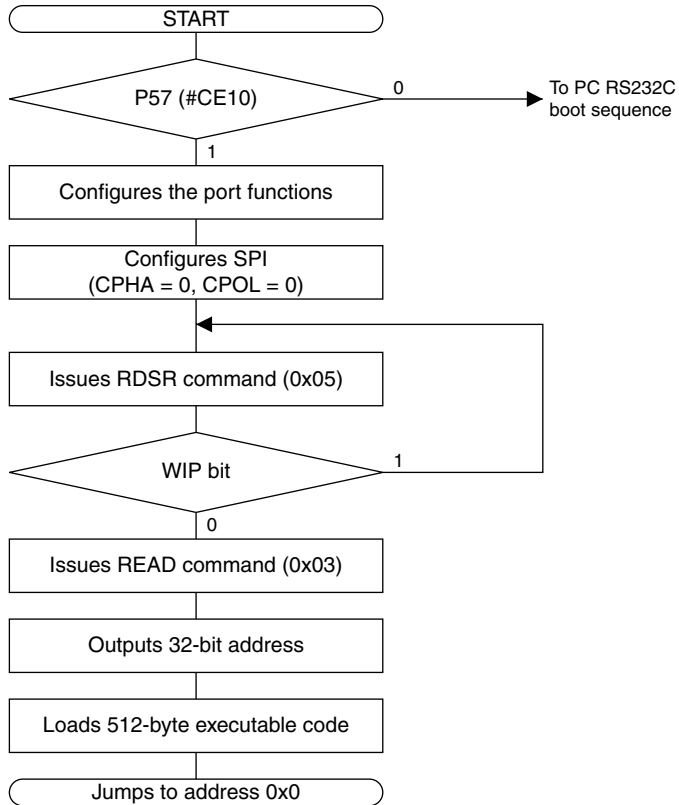 START
P57 (#CE10)
0
To PC RS232C
boot sequence
1
Configures the port functions
Configures SPI
(CPHA = 0, CPOL = 0)
Issues RDSR command (0x05)
WIP bit
1
0
Issues READ command (0x03)
Outputs 32-bit address
Loads 512-byte executable code
Jumps to address 0x0